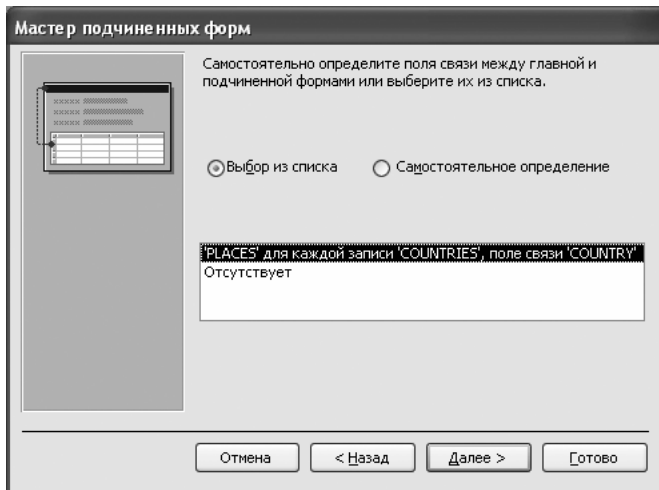 Мастер подчиненных форм
Самостоятельно определите поля связи между главной и
подчиненной формами или выберите их из списка.
Выбор из списка
Самостоятельное определение
'PLACES' для каждой записи 'COUNTRIES', поле связи 'COUNTRY'
Отсутствует
Отмена
< Назад
Далее >
Готово